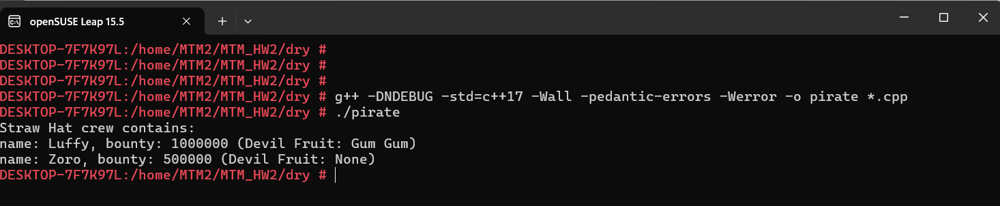 openSUSE Leap 15.5
DESKTOP-7F7K97L:/home/MTM2/MTM_HW2/dry #
DESKTOP-7F7K97L:/home/MTM2/MTM_HW2/dry #
DESKTOP-7F7K97L:/home/MTM2/MTM_HW2/dry #
DESKTOP-7F7K97L:/home/MTM2/MTM_HW2/dry # g++ -DNDEBUG -std=c++17 -Wall -pedantic-errors -Werror -o pirate *.cpp
DESKTOP-7F7K97L:/home/MTM2/MTM_HW2/dry # ./pirate
Straw Hat crew contains:
name: Luffy, bounty: 1000000 (Devil Fruit: Gum Gum)
name: Zoro, bounty: 500000 (Devil Fruit: None)
DESKTOP-7F7K97L:/home/MTM2/MTM_HW2/dry #